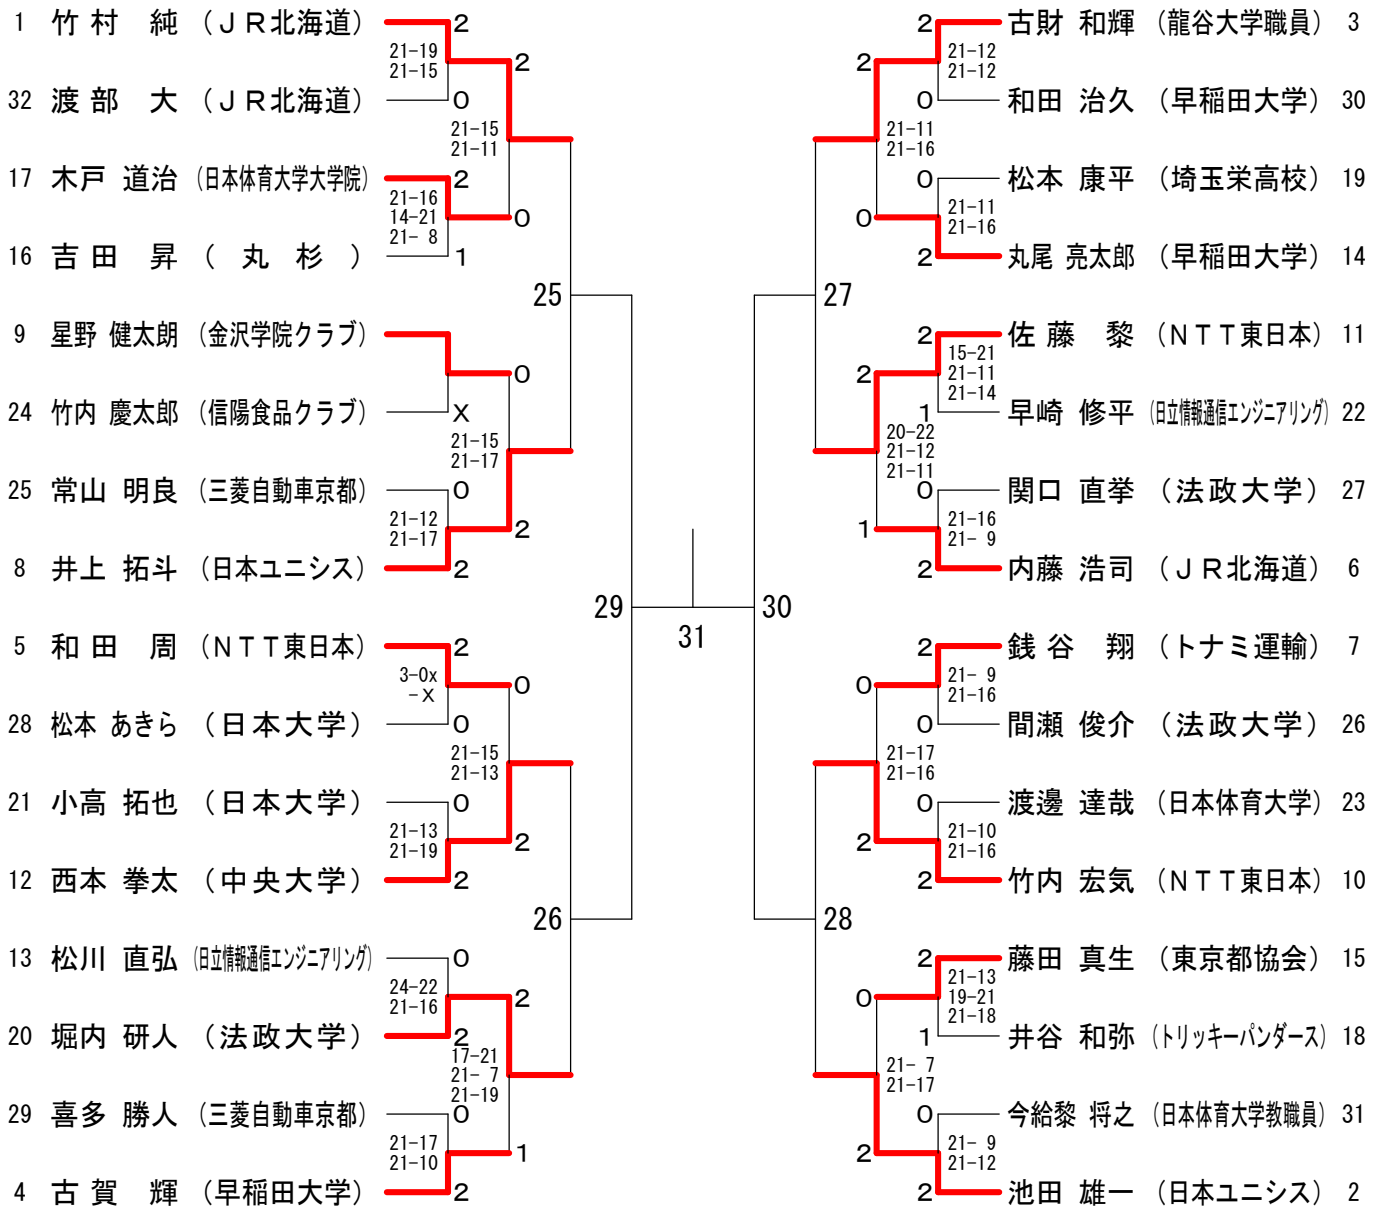 1 竹村 純 (ＪＲ北海道) 2
21-19
21-15
2
32 渡部 大 (ＪＲ北海道) 0
21-15
21-11
17 木戸 道治 (日本体育大学大学院) 2
21-16
14-21
21- 8
0
16 吉田 昇 ( 丸 杉 ) 1
25
9 星野 健太朗 (金沢学院クラブ)
0
24 竹内 慶太郎 (信陽食品クラブ) X
21-15
21-17
25 常山 明良 (三菱自動車京都) 0
21-12
21-17
2
8 井上 拓斗 (日本ユニシス) 2
29
5 和田 周 (ＮＴＴ東日本) 2
3-0x
-X
0
28 松本 あきら (日本大学) 0
21-15
21-13
21 小高 拓也 (日本大学) 0
21-13
21-19
2
12 西本 拳太 (中央大学) 2
26
13 松川 直弘 (日立情報通信エンジニアリング) 0
24-22
21-16
2
20 堀内 研人 (法政大学) 2
17-21
21- 7
21-19
29 喜多 勝人 (三菱自動車京都) 0
21-17
21-10
1
4 古賀 輝 (早稲田大学) 2
31
2 古財 和輝 (龍谷大学職員) 3
2
21-12
21-12
0 和田 治久 (早稲田大学) 30
21-11
21-16
0 松本 康平 (埼玉栄高校) 19
0
21-11
21-16
2 丸尾 亮太郎 (早稲田大学) 14
27
2 佐藤 黎 (ＮＴＴ東日本) 11
2
15-21
21-11
21-14
1 早崎 修平 (日立情報通信エンジニアリング) 22
20-22
21-12
21-11
0 関口 直挙 (法政大学) 27
1
21-16
21- 9
2 内藤 浩司 (ＪＲ北海道) 6
30
2 銭谷 翔 (トナミ運輸) 7
0
21- 9
21-16
0 間瀬 俊介 (法政大学) 26
21-17
21-16
0 渡邊 達哉 (日本体育大学) 23
2
21-10
21-16
2 竹内 宏気 (ＮＴＴ東日本) 10
28
2 藤田 真生 (東京都協会) 15
0
21-13
19-21
21-18
1 井谷 和弥 (トリッキーパンダース) 18
21- 7
21-17
0 今給黎 将之 (日本体育大学教職員) 31
2
21- 9
21-12
2 池田 雄一 (日本ユニシス) 2